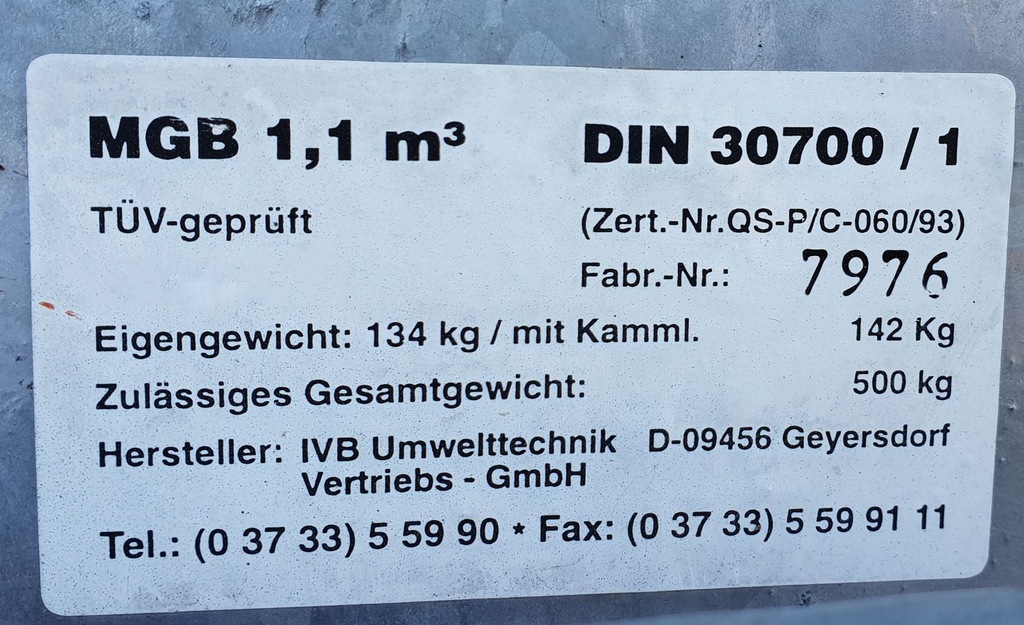 MGB 1,1 m³ DIN 30700 / 1
TÜV-geprüft (Zert.-Nr.QS-P/C-060/93)
Fabr.-Nr.: 7976
Eigengewicht: 134 kg / mit Kamml. 142 Kg
Zulässiges Gesamtgewicht: 500 kg
Hersteller: IVB Umwelttechnik D-09456 Geyersdorf
Vertriebs - GmbH
Tel.: (0 37 33) 5 59 90 * Fax: (0 37 33) 5 59 91 11